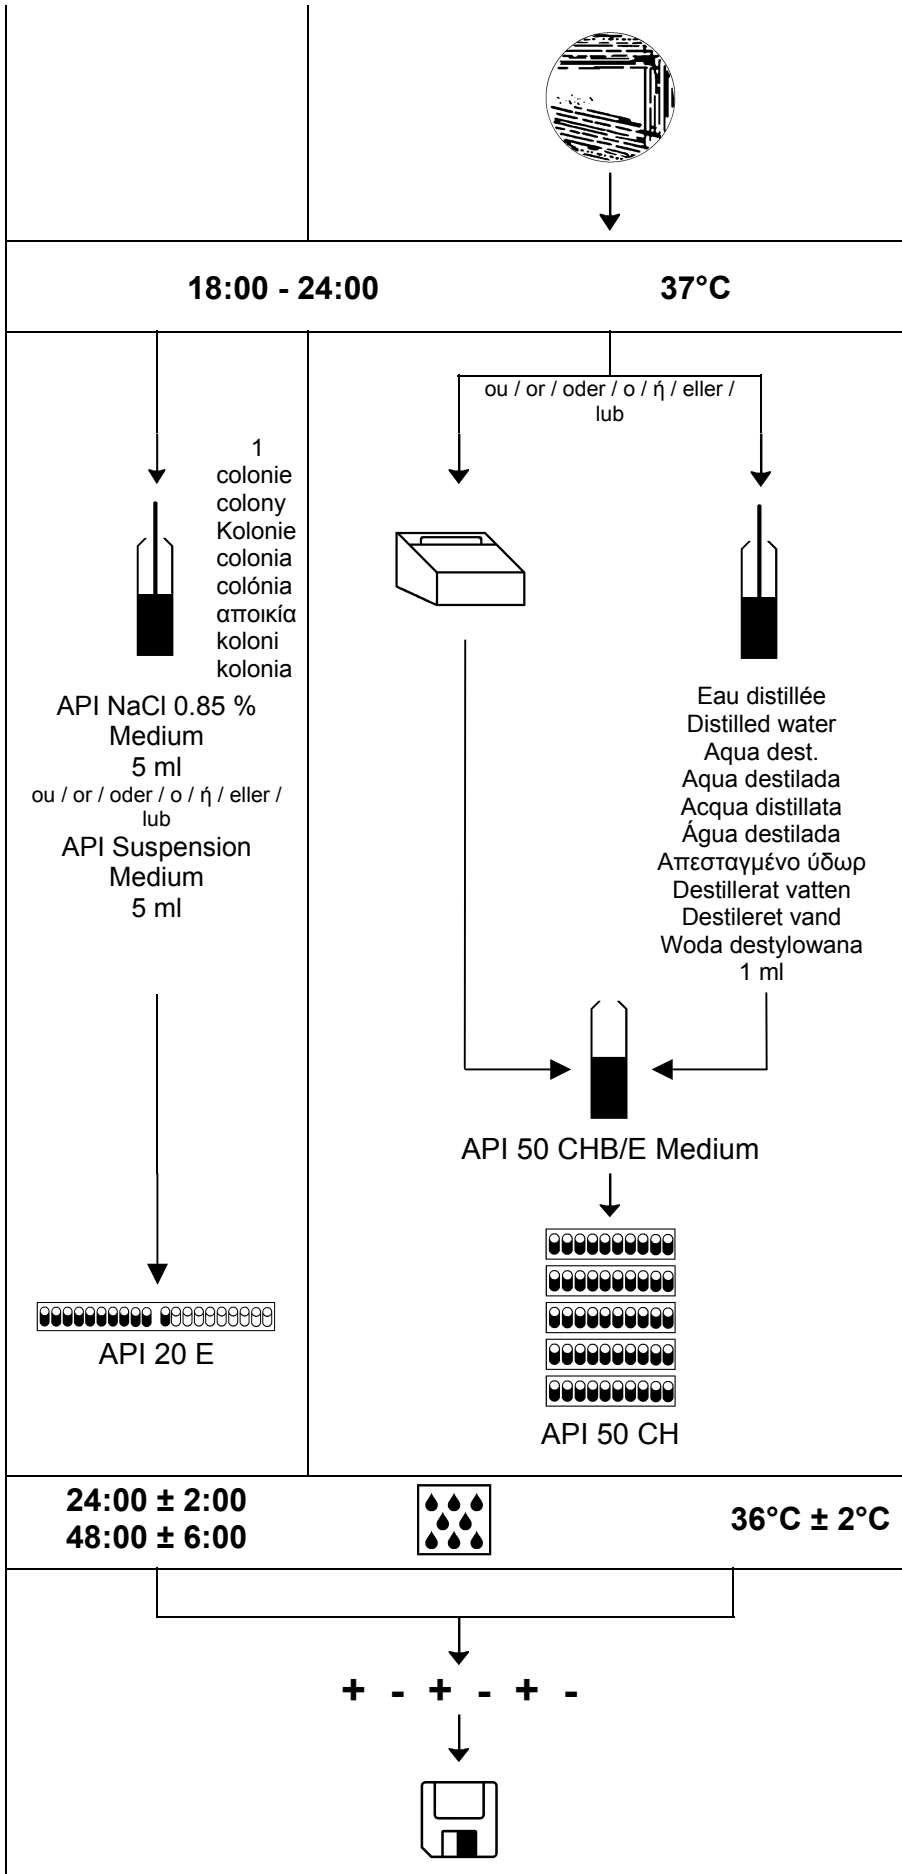 18:00 - 24:00 37°C
ou / or / oder / o / ή / eller /
lub
1
colonie
colony
Kolonie
colonia
colónia
αποικία
koloni
kolonia
API NaCl 0.85 %
Medium
5 ml
ou / or / oder / o / ή / eller /
lub
API Suspension
Medium
5 ml
Eau distillée
Distilled water
Aqua dest.
Aqua destilada
Acqua distillata
Água destilada
Απεσταγμένο ύδωρ
Destillerat vatten
Destileret vand
Woda destylowana
1 ml
API 50 CHB/E Medium
API 20 E
API 50 CH
24:00 ± 2:00
48:00 ± 6:00
36°C ± 2°C
+ - + - + -